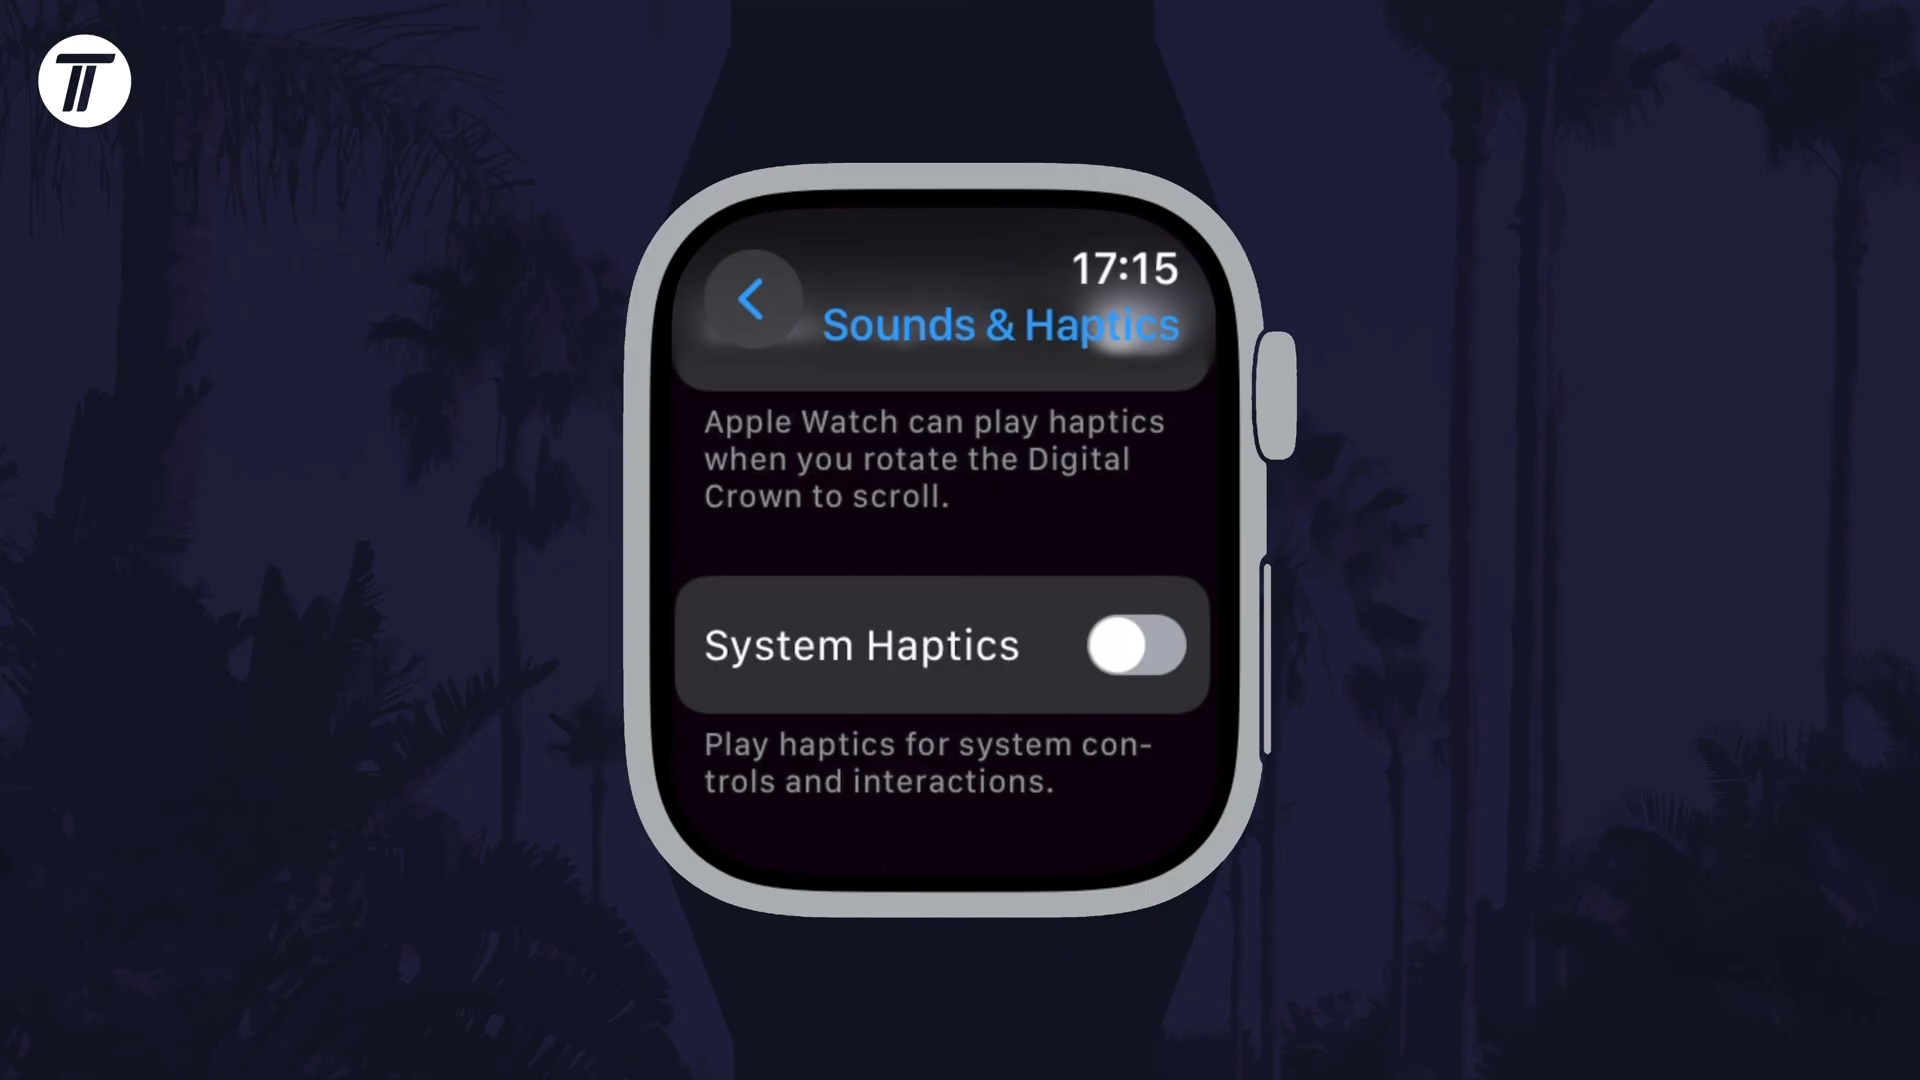 17:15
Sounds & Haptics
Apple Watch can play haptics
when you rotate the Digital
Crown to scroll.
System Haptics
Play haptics for system con-
trols and interactions.